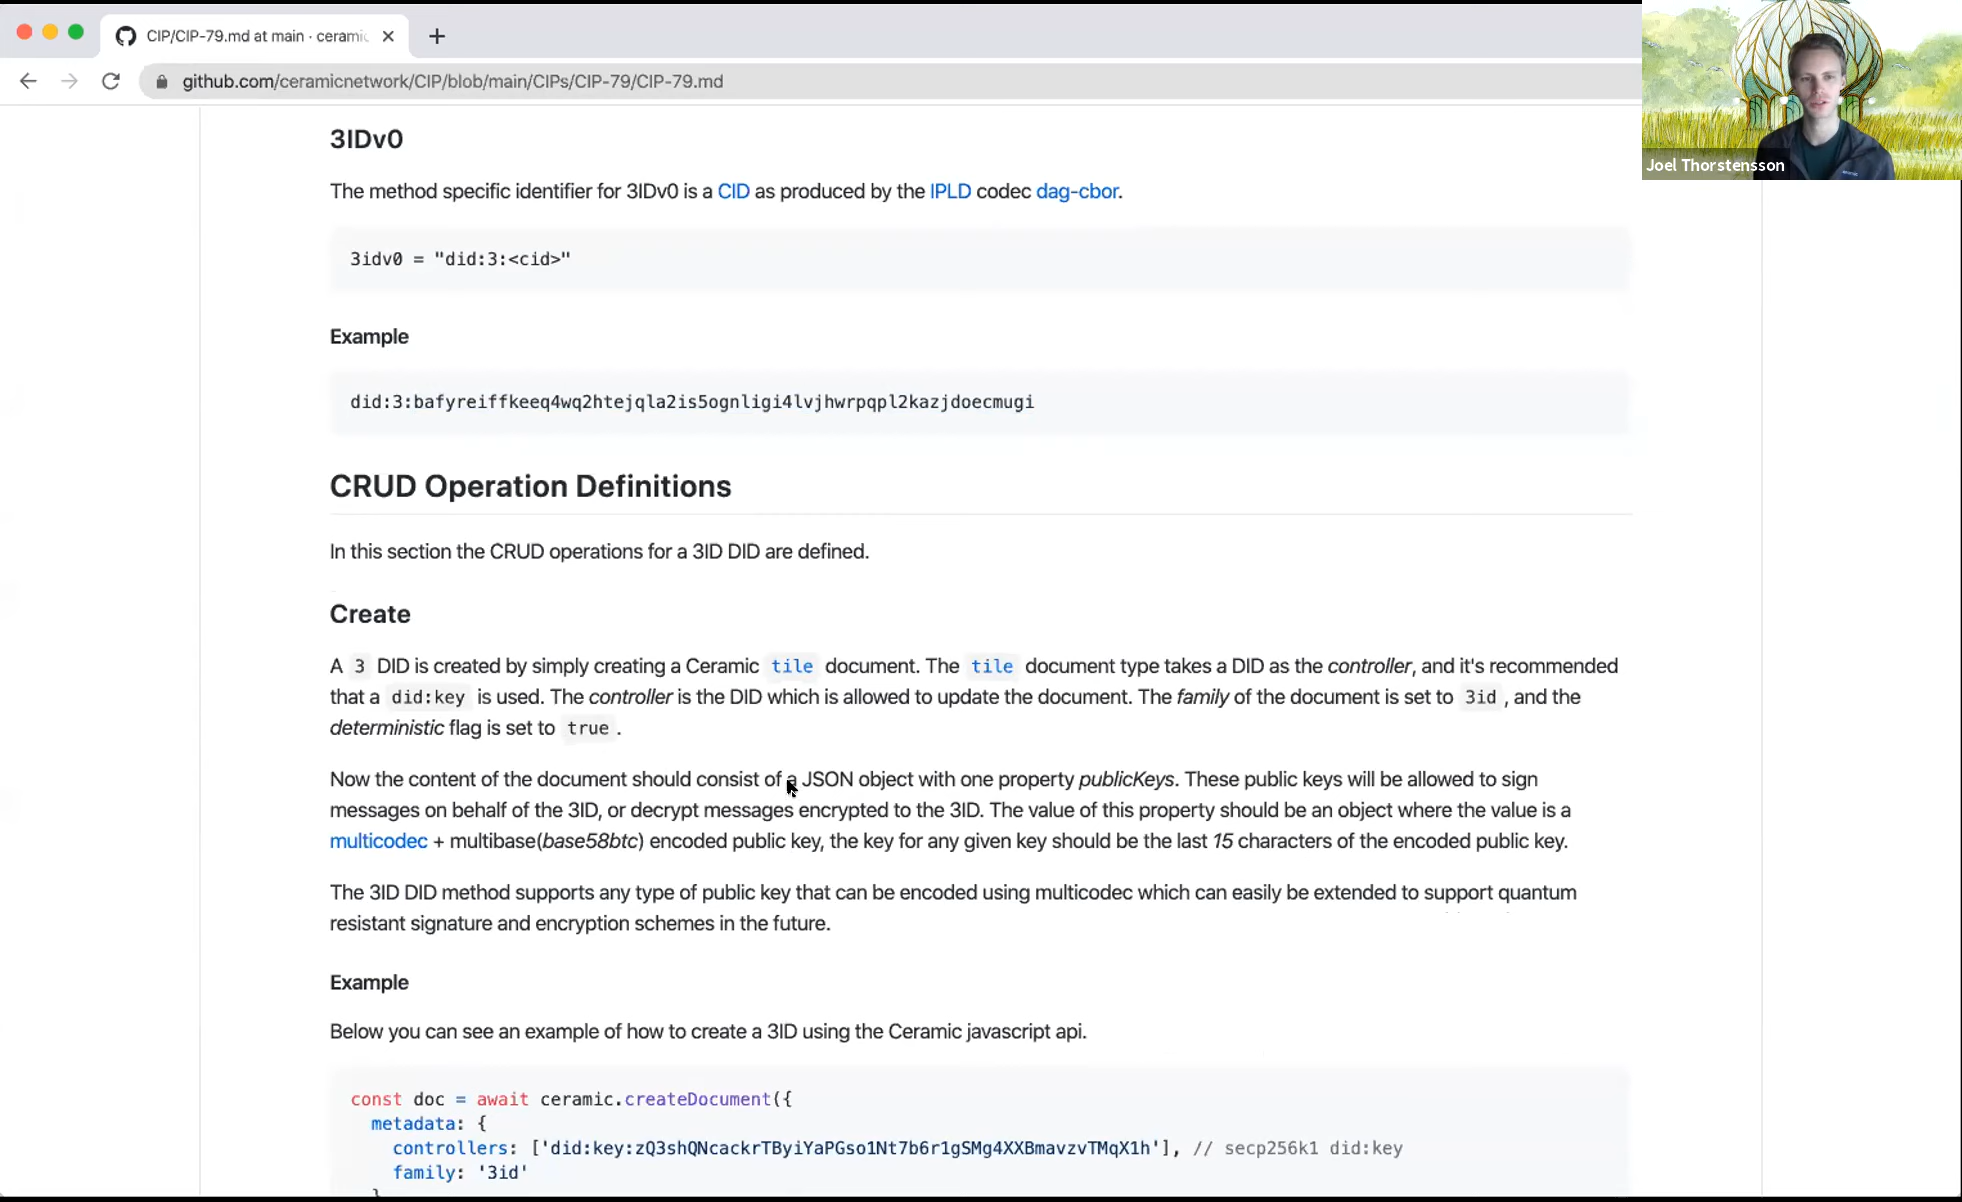 CIP/CIP-79.md at main · ceramic
github.com/ceramicnetwork/CIP/blob/main/CIPs/CIP-79/CIP-79.md
Joel Thorstensson
3IDv0
The method specific identifier for 3IDv0 is a CID as produced by the IPLD codec dag-cbor.
3idv0 = "did:3:<cid>"
Example
did:3:bafyreiffkeeq4wq2htejqla2is5ognligi4lvjhwrpqpl2kazjdoecmugi
CRUD Operation Definitions
In this section the CRUD operations for a 3ID DID are defined.
Create
A 3 DID is created by simply creating a Ceramic tile document. The tile document type takes a DID as the controller, and it's recommended
that a did:key is used. The controller is the DID which is allowed to update the document. The family of the document is set to 3id , and the
deterministic flag is set to true .
Now the content of the document should consist of a JSON object with one property publicKeys. These public keys will be allowed to sign
messages on behalf of the 3ID, or decrypt messages encrypted to the 3ID. The value of this property should be an object where the value is a
multicodec + multibase(base58btc) encoded public key, the key for any given key should be the last 15 characters of the encoded public key.
The 3ID DID method supports any type of public key that can be encoded using multicodec which can easily be extended to support quantum
resistant signature and encryption schemes in the future.
Example
Below you can see an example of how to create a 3ID using the Ceramic javascript api.
const doc = await ceramic.createDocument({
metadata: {
controllers: ['did:key:zQ3shQNcackrTByiYaPGso1Nt7b6r1gSMg4XXBmavzvTMqX1h'], // secp256k1 did:key
family: '3id'
}